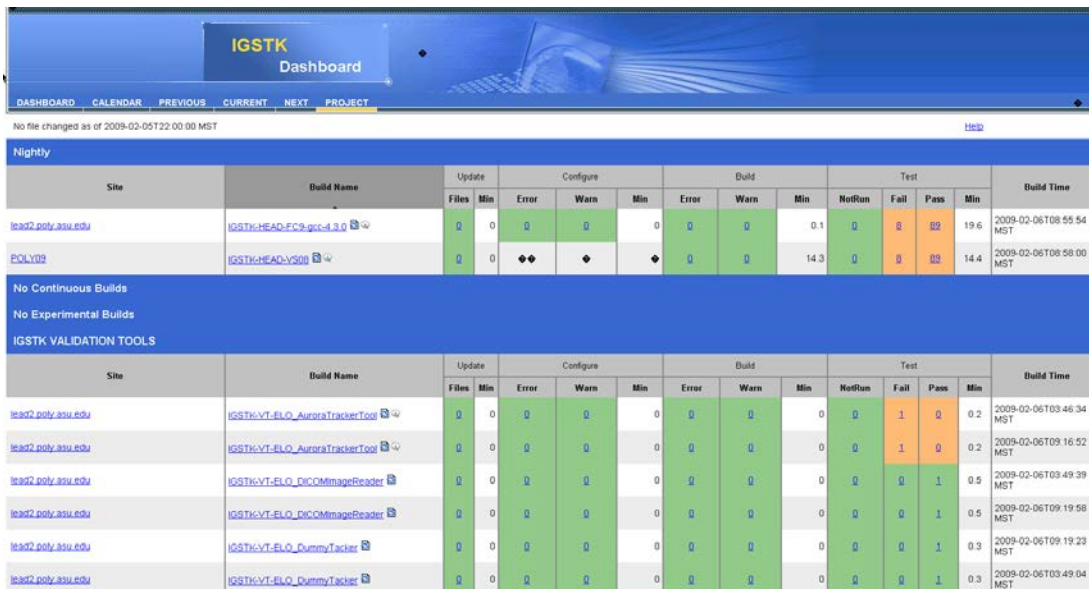 IGSTK
Dashboard
DASHBOARD CALENDAR PREVIOUS CURRENT NEXT PROJECT
No file changed as of 2009-02-05T22:00:00 MST Help
Nightly
Site Build Name Update Configure Build Test Build Time
Files Min Error Warn Min Error Warn Min NotRun Fail Pass Min
lead2.poly.asu.edu IGSTK-HEAD-FC9-gcc-4.3.0 0 0 0 0 0 0 0 0.1 0 8 89 19.6 2009-02-06T08:55:54 MST
POLY09 IGSTK-HEAD-VS08 0 0 �� � � 0 0 14.3 0 8 89 14.4 2009-02-06T08:58:00 MST
No Continuous Builds
No Experimental Builds
IGSTK VALIDATION TOOLS
Site Build Name Update Configure Build Test Build Time
Files Min Error Warn Min Error Warn Min NotRun Fail Pass Min
lead2.poly.asu.edu IGSTK-VT-ELO_AuroraTrackerTool 0 0 0 0 0 0 0 0 0 1 0 0.2 2009-02-06T03:46:34 MST
lead2.poly.asu.edu IGSTK-VT-ELO_AuroraTrackerTool 0 0 0 0 0 0 0 0 0 1 0 0.2 2009-02-06T09:16:52 MST
lead2.poly.asu.edu IGSTK-VT-ELO_DICOMImageReader 0 0 0 0 0 0 0 0 0 0 1 0.5 2009-02-06T03:49:39 MST
lead2.poly.asu.edu IGSTK-VT-ELO_DICOMImageReader 0 0 0 0 0 0 0 0 0 0 1 0.5 2009-02-06T09:19:58 MST
lead2.poly.asu.edu IGSTK-VT-ELO_DummyTacker 0 0 0 0 0 0 0 0 0 0 1 0.3 2009-02-06T09:19:23 MST
lead2.poly.asu.edu IGSTK-VT-ELO_DummyTacker 0 0 0 0 0 0 0 0 0 0 1 0.3 2009-02-06T03:49:04 MST